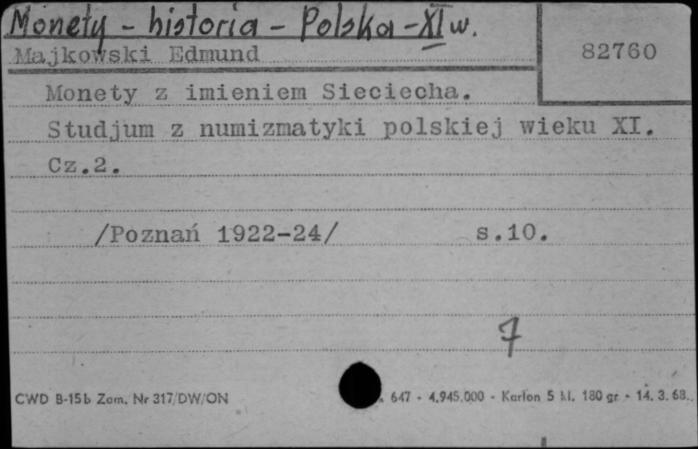 Monety - historia - Polska - XI w.
Majkowski Edmund
82760
Monety z imieniem Sieciecha.
Studjum z numizmatyki polskiej wieku XI.
Cz.2.
/Poznań 1922-24/ s.10.
7
CWD B-15b Zam. Nr 317/DW/ON 647 - 4.945.000 - Karton 5 kl. 180 gr - 14. 3. 68.